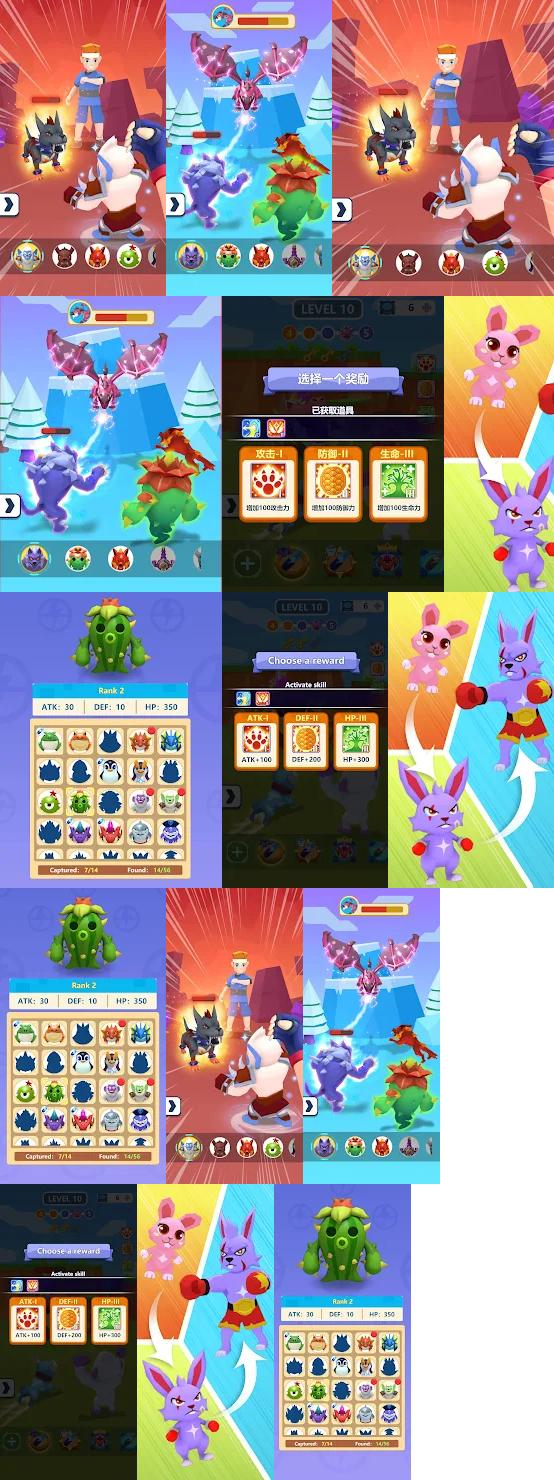 LEVEL 10
6
4
5
选择一个奖励
已获取道具
攻击-I
防御-II
生命-III
增加100攻击力
增加100防御力
增加100生命力
Rank 2
ATK: 30
DEF: 10
HP: 350
Captured: 7/14
Found: 14/56
LEVEL 10
6
Choose a reward
Activate skill
ATK-I
DEF-II
HP-III
ATK+100
DEF+200
HP+300
Rank 2
ATK: 30
DEF: 10
HP: 350
Captured: 7/14
Found: 14/56
LEVEL 10
6
Choose a reward
Activate skill
ATK-I
DEF-II
HP-III
ATK+100
DEF+200
HP+300
Rank 2
ATK: 30
DEF: 10
HP: 350
Captured: 7/14
Found: 14/56